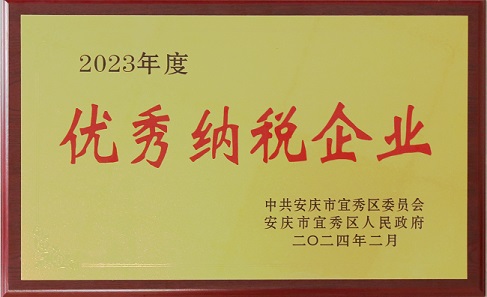 2023年度
优秀纳税企业
中共安庆市宜秀区委员会
安庆市宜秀区人民政府
二〇二四年二月